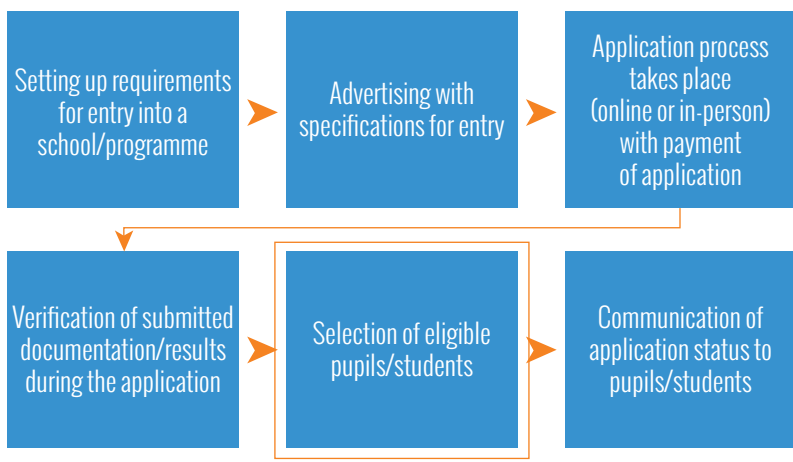 Setting up requirements
for entry into a
school/programme
Advertising with
specifications for entry
Application process
takes place
(online or in-person)
with payment
of application
Verification of submitted
documentation/results
during the application
Selection of eligible
pupils/students
Communication of
application status to
pupils/students